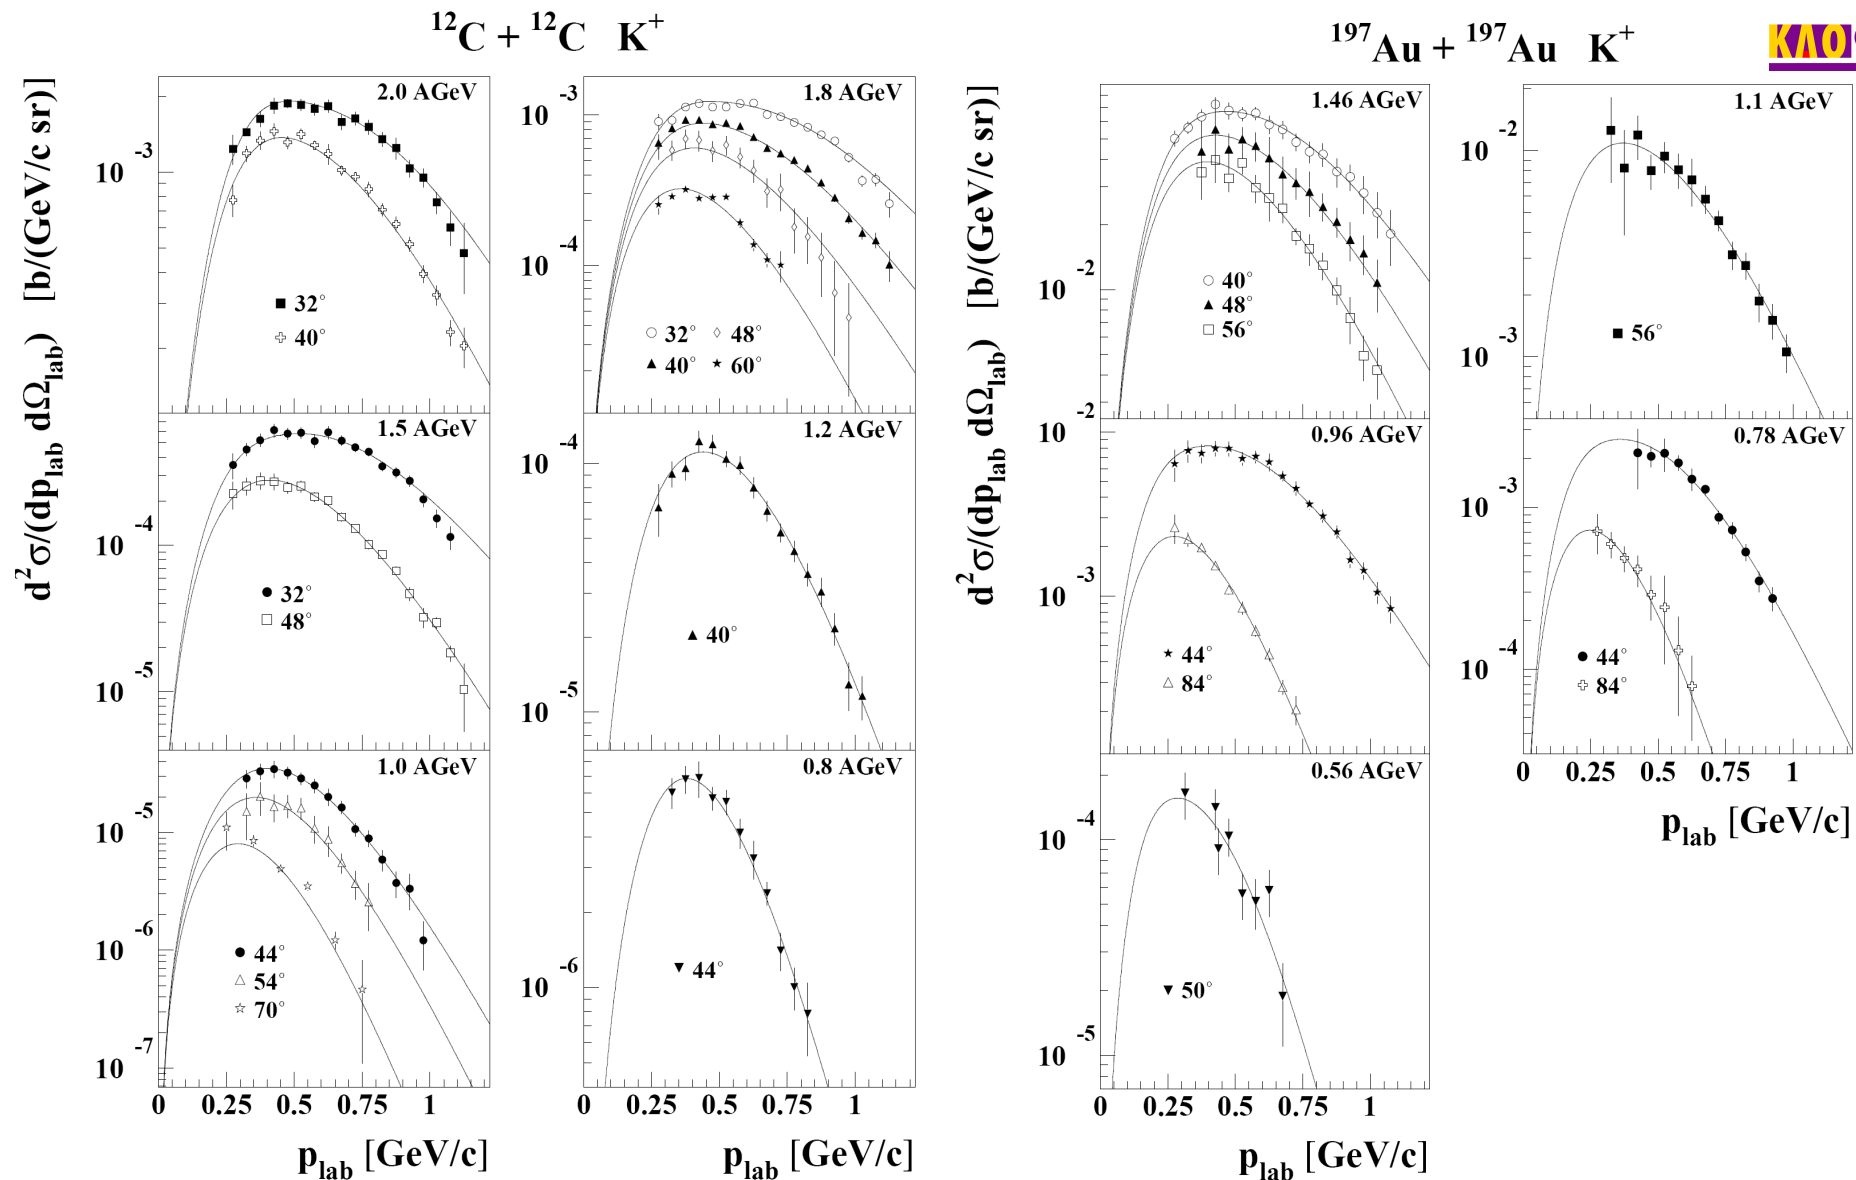 ¹²C + ¹²C K⁺
¹⁹⁷Au + ¹⁹⁷Au K⁺
KAO
d²σ/(dp_lab dΩ_lab) [b/(GeV/c sr)]
2.0 AGeV
10⁻³
32°
40°
1.8 AGeV
10⁻³
10⁻⁴
32° 48°
40° 60°
1.5 AGeV
10⁻⁴
10⁻⁵
32°
48°
1.2 AGeV
10⁻⁴
10⁻⁵
40°
1.0 AGeV
10⁻⁵
10⁻⁶
10⁻⁷
44°
54°
70°
0 0.25 0.5 0.75 1
p_lab [GeV/c]
0.8 AGeV
10⁻⁶
44°
0 0.25 0.5 0.75 1
p_lab [GeV/c]
d²σ/(dp_lab dΩ_lab) [b/(GeV/c sr)]
1.46 AGeV
10⁻²
40°
48°
56°
1.1 AGeV
10⁻²
10⁻³
56°
0.96 AGeV
10⁻²
10⁻³
44°
84°
0.78 AGeV
10⁻³
10⁻⁴
44°
84°
0 0.25 0.5 0.75 1
p_lab [GeV/c]
0.56 AGeV
10⁻⁴
10⁻⁵
50°
0 0.25 0.5 0.75 1
p_lab [GeV/c]